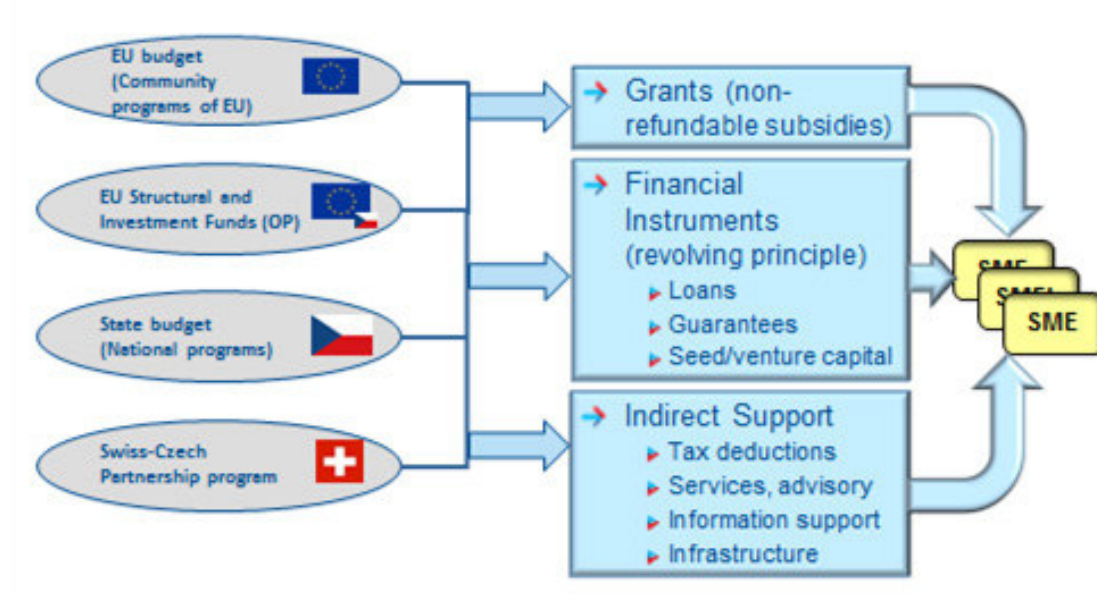 EU budget
(Community
programs of EU)
EU Structural and
Investment Funds (OP)
State budget
(National programs)
Swiss-Czech
Partnership program
Grants (non-
refundable subsidies)
Financial
Instruments
(revolving principle)
Loans
Guarantees
Seed/venture capital
Indirect Support
Tax deductions
Services, advisory
Information support
Infrastructure
SME